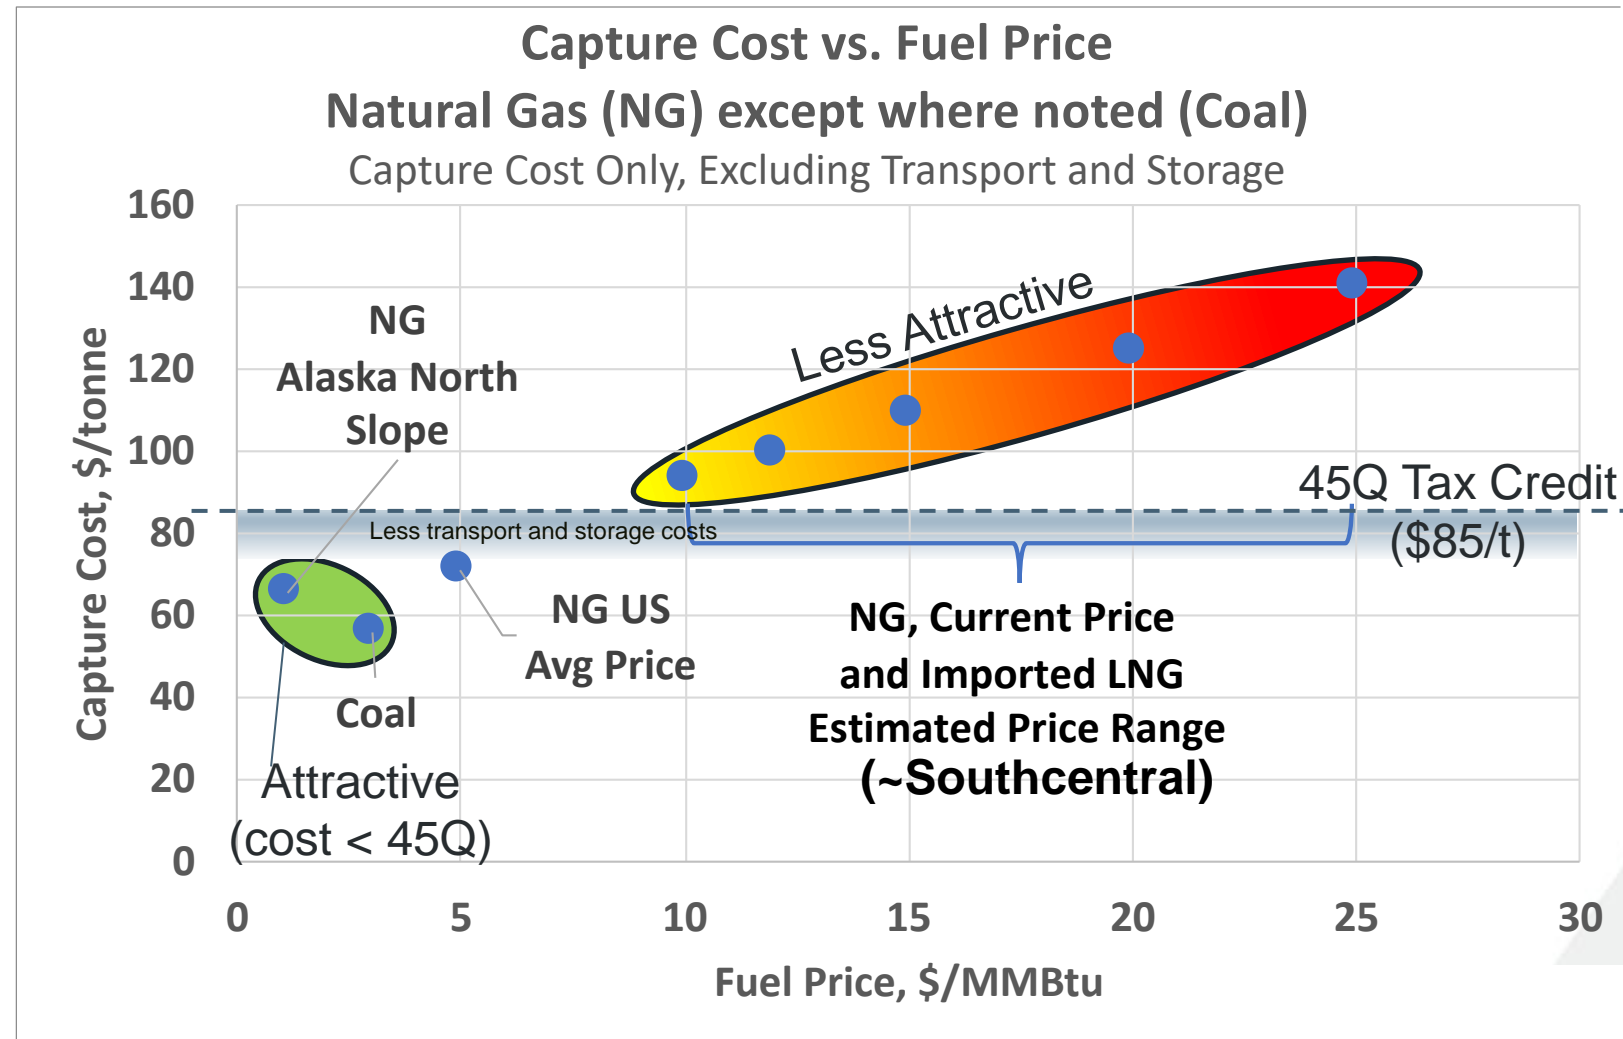 Capture Cost vs. Fuel Price
Natural Gas (NG) except where noted (Coal)
Capture Cost Only, Excluding Transport and Storage
Capture Cost, $/tonne
160
140
120
100
80
60
40
20
0
NG
Alaska North
Slope
Less Attractive
45Q Tax Credit
($85/t)
Less transport and storage costs
NG US
Avg Price
Coal
NG, Current Price
and Imported LNG
Estimated Price Range
(~Southcentral)
Attractive
(cost < 45Q)
0 5 10 15 20 25 30
Fuel Price, $/MMBtu